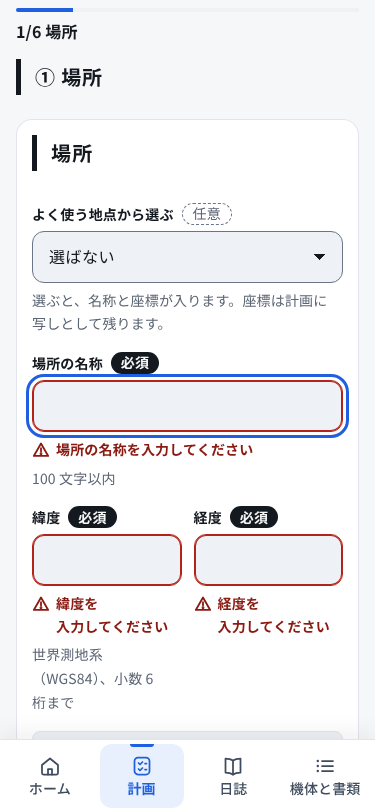 1/6 場所
① 場所
場所
よく使う地点から選ぶ 任意
選ばない
選ぶと、名称と座標が入ります。座標は計画に
写しとして残ります。
場所の名称 必須
場所の名称を入力してください
100 文字以内
緯度 必須 経度 必須
緯度を 経度を
入力してください 入力してください
世界測地系
（WGS84）、小数 6
桁まで
ホーム 計画 日誌 機体と書類